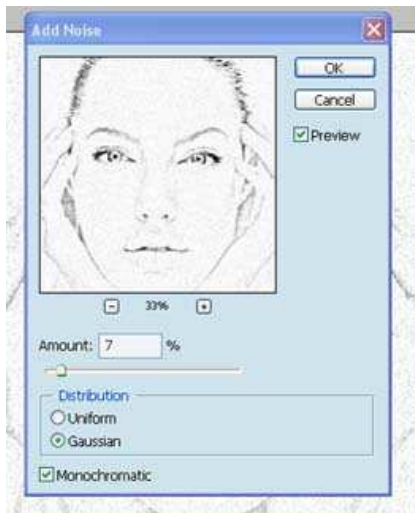 Add Noise
OK
Cancel
Preview
33%
Amount: 7 %
Distribution
Uniform
Gaussian
Monochromatic